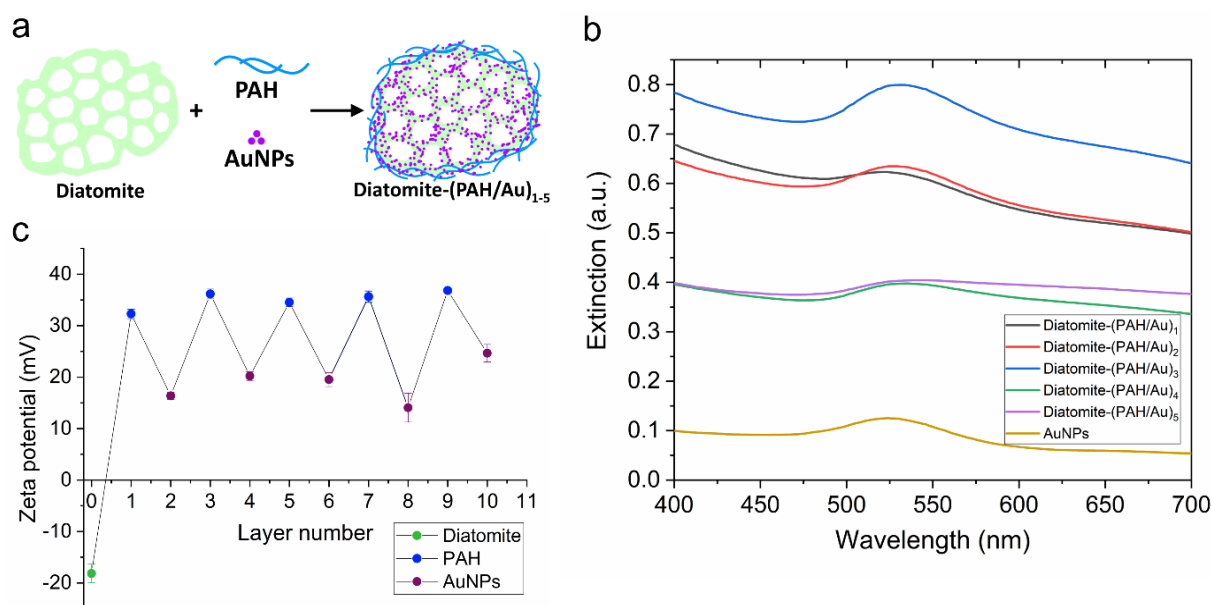 a
PAH
+
AuNPs
Diatomite
Diatomite-(PAH/Au)1-5
b
Extinction (a.u.)
0.8
0.7
0.6
0.5
0.4
0.3
0.2
0.1
0.0
400
450
500
550
600
650
700
Wavelength (nm)
Diatomite-(PAH/Au)1
Diatomite-(PAH/Au)2
Diatomite-(PAH/Au)3
Diatomite-(PAH/Au)4
Diatomite-(PAH/Au)5
AuNPs
c
Zeta potential (mV)
40
30
20
10
0
-10
-20
0
1
2
3
4
5
6
7
8
9
10
11
Layer number
Diatomite
PAH
AuNPs